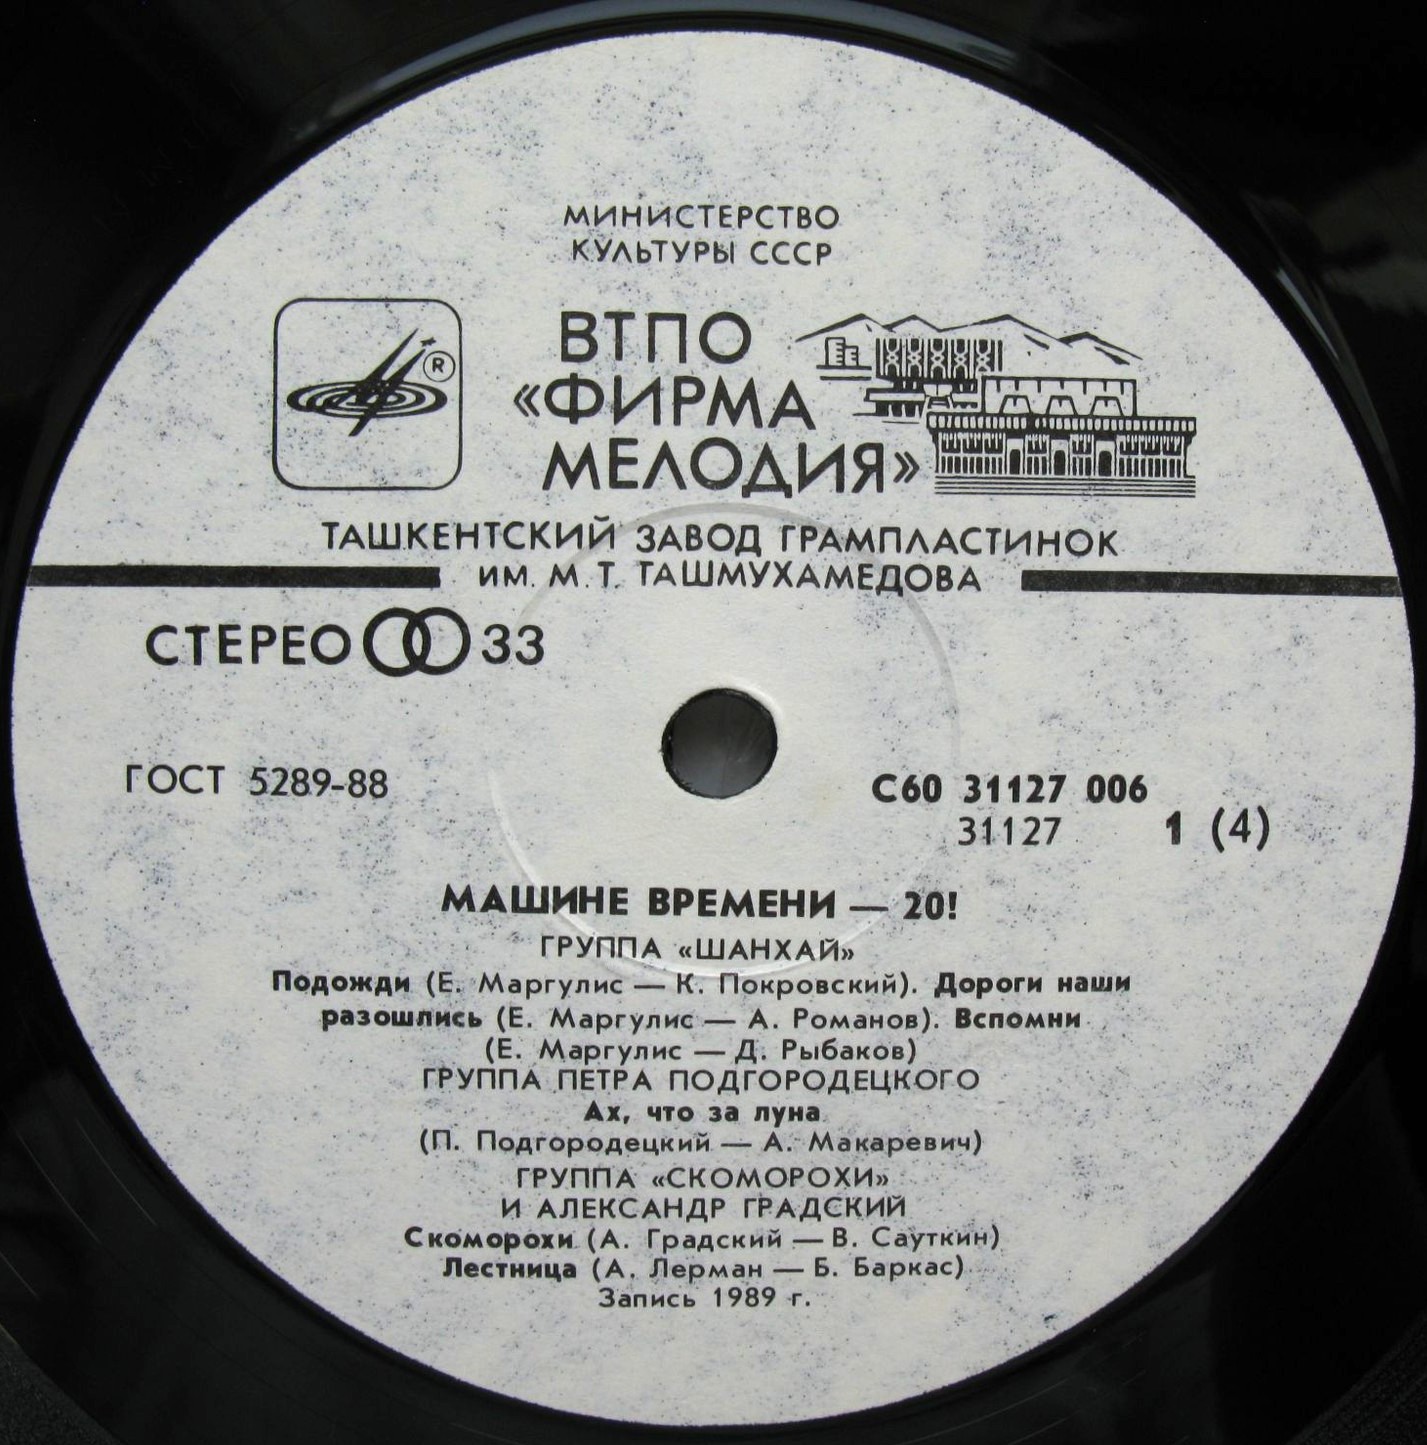 МИНИСТЕРСТВО
КУЛЬТУРЫ СССР
ВТПО
«ФИРМА
МЕЛОДИЯ»
R
ТАШКЕНТСКИЙ ЗАВОД ГРАМПЛАСТИНОК
ИМ. М. Т. ТАШМУХАМЕДОВА
СТЕРЕО 33
ГОСТ 5289-88
С60 31127 006
31127 1 (4)
МАШИНЕ ВРЕМЕНИ — 20!
ГРУППА «ШАНХАЙ»
Подожди (Е. Маргулис — К. Покровский). Дороги наши
разошлись (Е. Маргулис — А. Романов). Вспомни
(Е. Маргулис — Д. Рыбаков)
ГРУППА ПЕТРА ПОДГОРОДЕЦКОГО
Ах, что за луна
(П. Подгородецкий — А. Макаревич)
ГРУППА «СКОМОРОХИ»
И АЛЕКСАНДР ГРАДСКИЙ
Скоморохи (А. Градский — В. Сауткин)
Лестница (А. Лерман — Б. Баркас)
Запись 1989 г.